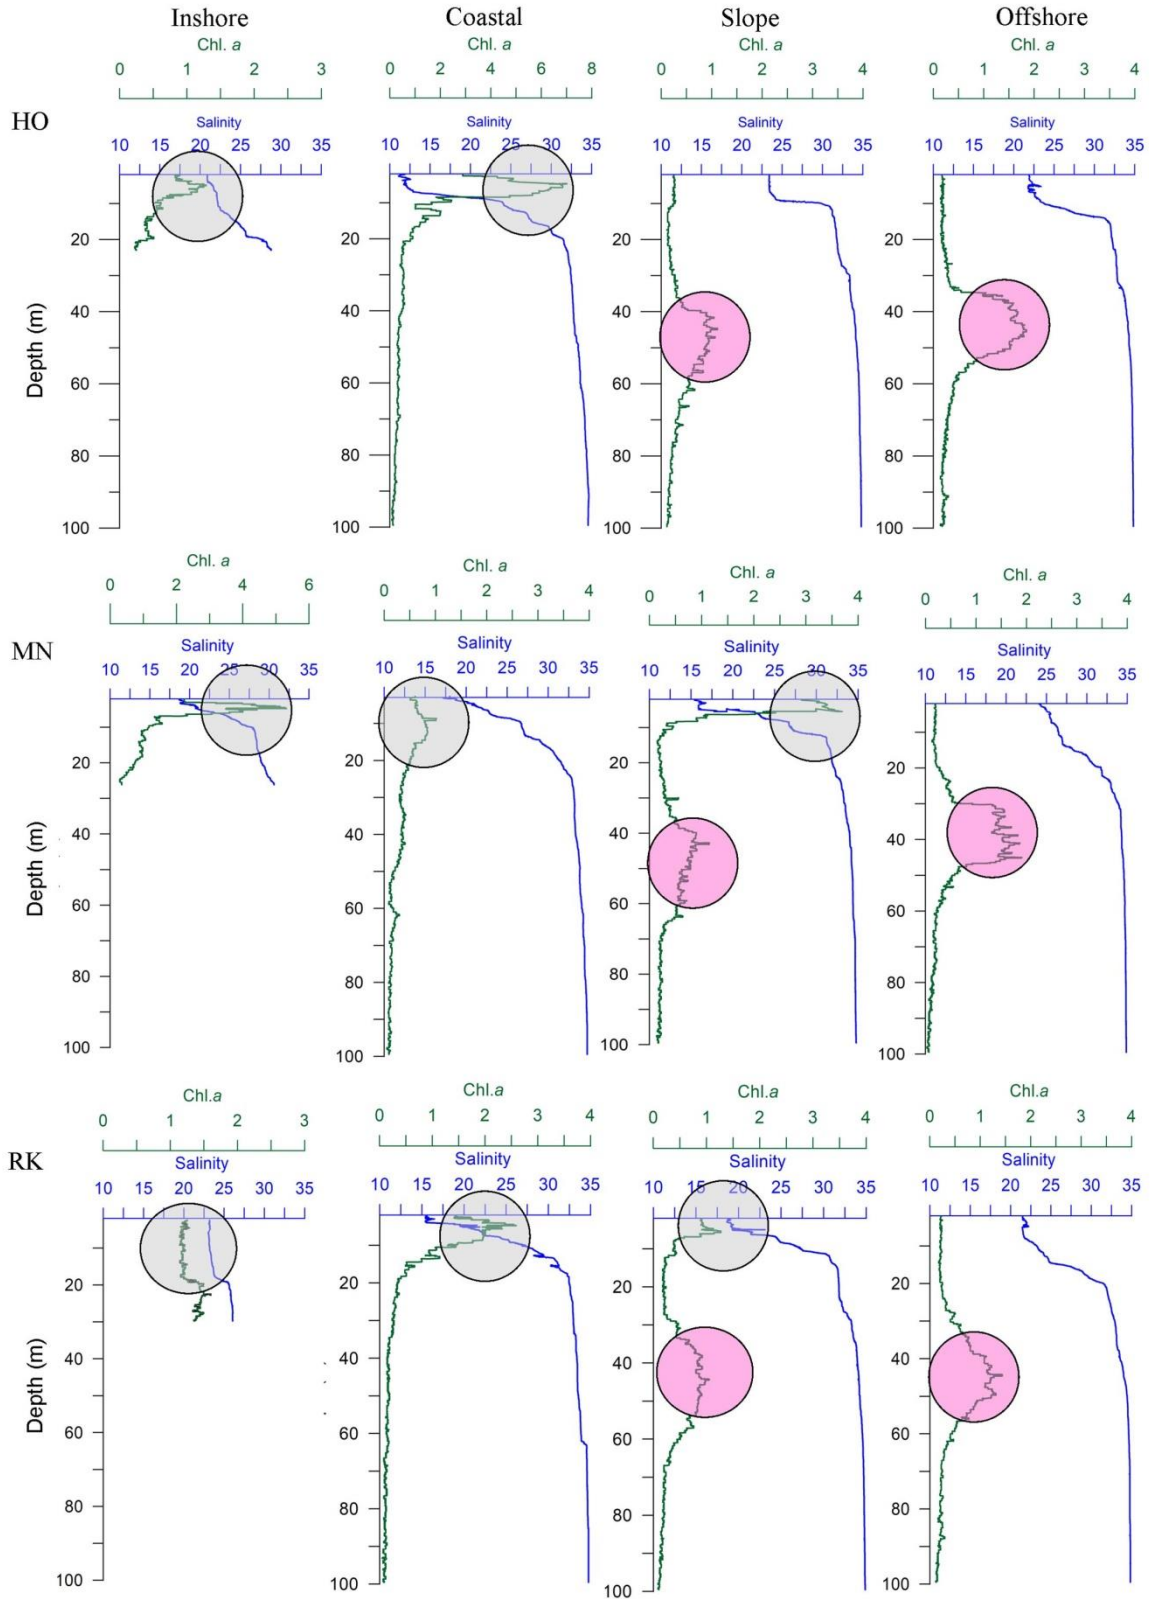 Inshore Coastal Slope Offshore
Chl. a Chl. a Chl. a Chl. a
0 1 2 3 0 2 4 6 8 0 1 2 3 4 0 1 2 3 4
HO
Salinity Salinity Salinity Salinity
10 15 20 25 30 35 10 15 20 25 30 35 10 15 20 25 30 35 10 15 20 25 30 35
Depth (m)
20 20 20 20
40 40 40 40
60 60 60 60
80 80 80 80
100 100 100 100
Chl. a Chl. a Chl. a Chl. a
0 2 4 6 0 1 2 3 4 0 1 2 3 4 0 1 2 3 4
MN
Salinity Salinity Salinity Salinity
10 15 20 25 30 35 10 15 20 25 30 35 10 15 20 25 30 35 10 15 20 25 30 35
Depth (m)
20 20 20 20
40 40 40 40
60 60 60 60
80 80 80 80
100 100 100 100
Chl.a Chl.a Chl.a Chl.a
0 1 2 3 0 1 2 3 4 0 1 2 3 4 0 1 2 3 4
RK
Salinity Salinity Salinity Salinity
10 15 20 25 30 35 10 15 20 25 30 35 10 15 20 25 30 35 10 15 20 25 30 35
Depth (m)
20 20 20 20
40 40 40 40
60 60 60 60
80 80 80 80
100 100 100 100